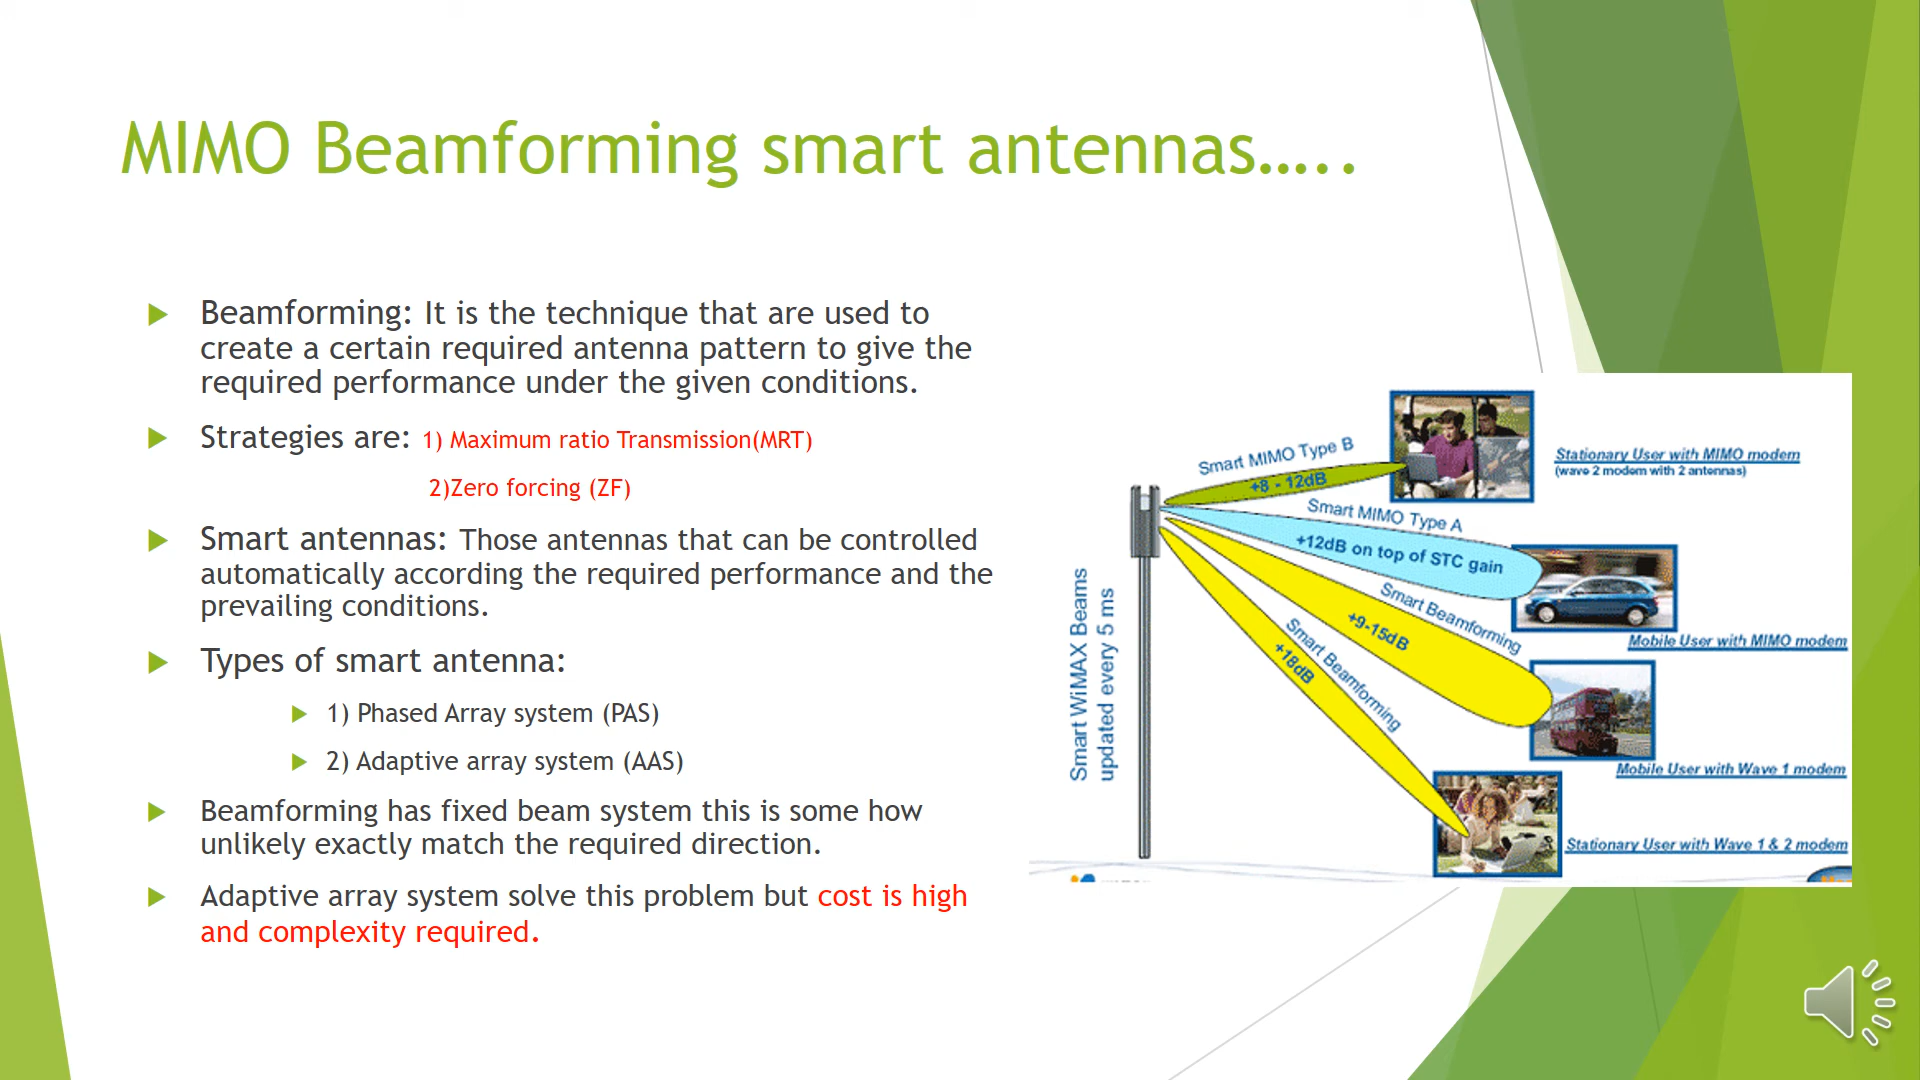 MIMO Beamforming smart antennas.....
Beamforming: It is the technique that are used to
create a certain required antenna pattern to give the
required performance under the given conditions.
Strategies are: 1) Maximum ratio Transmission(MRT)
2)Zero forcing (ZF)
Smart antennas: Those antennas that can be controlled
automatically according the required performance and the
prevailing conditions.
Types of smart antenna:
1) Phased Array system (PAS)
2) Adaptive array system (AAS)
Beamforming has fixed beam system this is some how
unlikely exactly match the required direction.
Adaptive array system solve this problem but cost is high
and complexity required.
Smart WiMAX Beams
updated every 5 ms
Smart MIMO Type B
+8 - 12dB
Stationary User with MIMO modem
(wave 2 modem with 2 antennas)
Smart MIMO Type A
+12dB on top of STC gain
Mobile User with MIMO modem
Smart Beamforming
+9-15dB
Mobile User with Wave 1 modem
Smart Beamforming
+18dB
Stationary User with Wave 1 & 2 modem